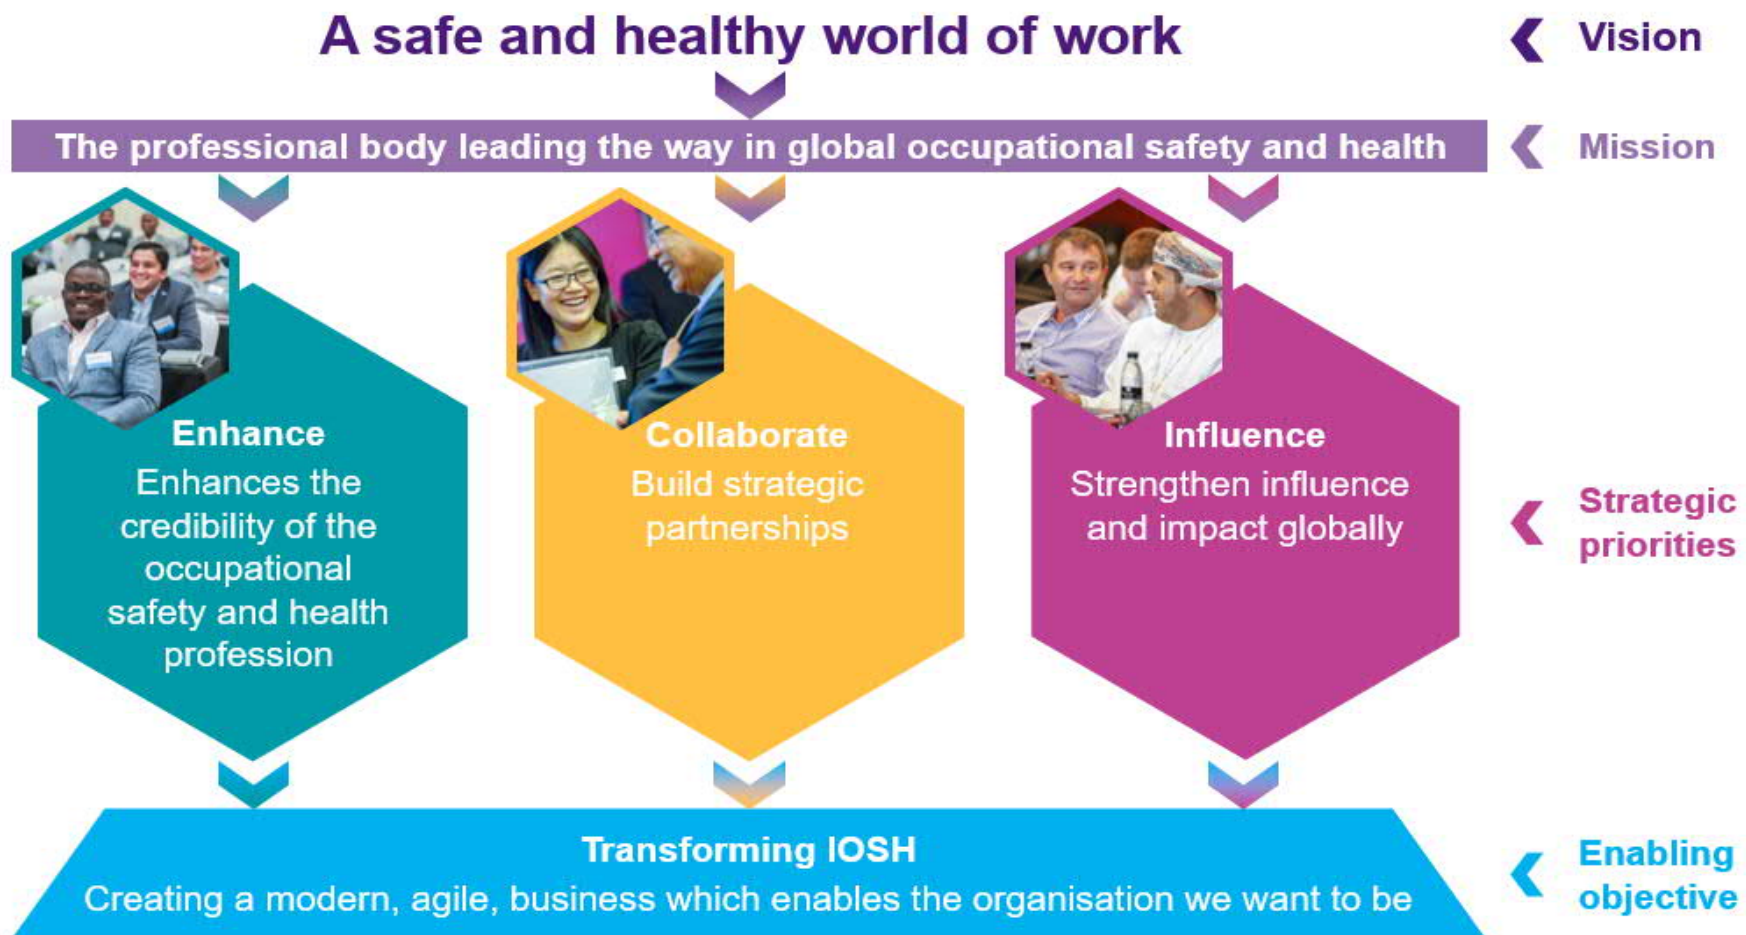 A safe and healthy world of work
Vision
The professional body leading the way in global occupational safety and health
Mission
Enhance
Enhances the
credibility of the
occupational
safety and health
profession
Collaborate
Build strategic
partnerships
Influence
Strengthen influence
and impact globally
Strategic
priorities
Transforming IOSH
Creating a modern, agile, business which enables the organisation we want to be
Enabling
objective